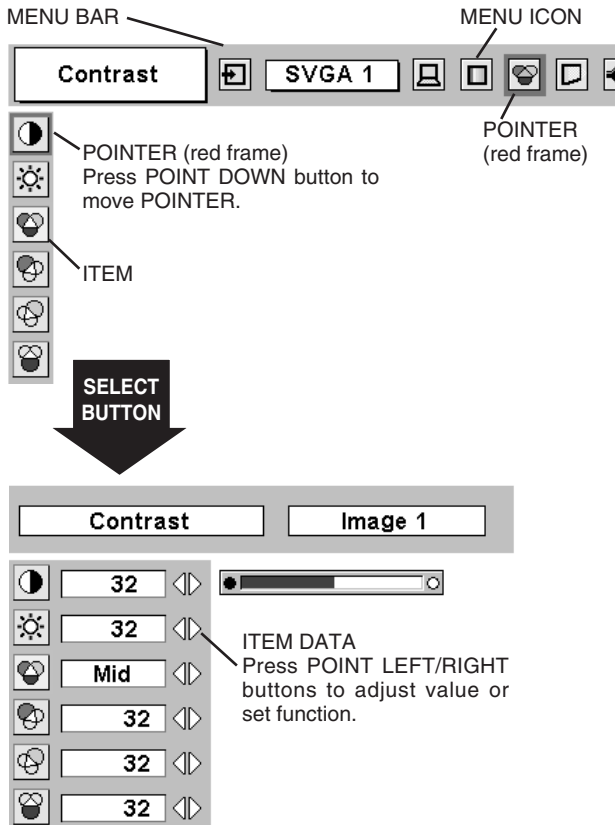 MENU BAR
MENU ICON
Contrast
SVGA 1
POINTER
(red frame)
POINTER (red frame)
Press POINT DOWN button to
move POINTER.
ITEM
SELECT
BUTTON
Contrast
Image 1
32
32
ITEM DATA
Press POINT LEFT/RIGHT
buttons to adjust value or
set function.
Mid
32
32
32